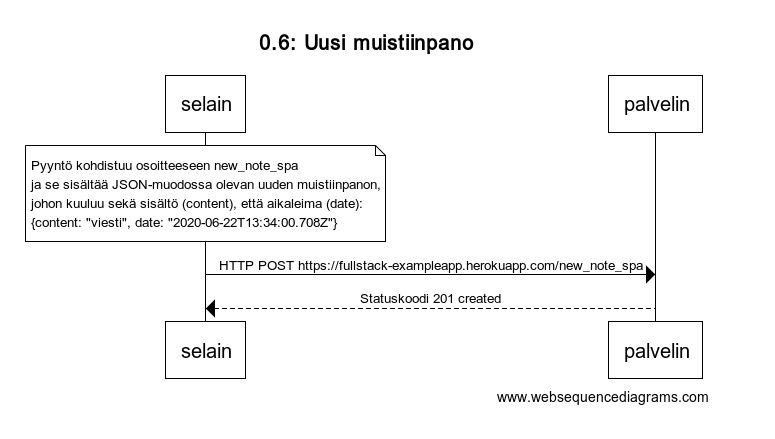 0.6: Uusi muistiinpano
selain
palvelin
Pyyntö kohdistuu osoitteeseen new_note_spa
ja se sisältää JSON-muodossa olevan uuden muistiinpanon,
johon kuuluu sekä sisältö (content), että aikaleima (date):
{content: "viesti", date: "2020-06-22T13:34:00.708Z"}
HTTP POST https://fullstack-exampleapp.herokuapp.com/new_note_spa
Statuskoodi 201 created
selain
palvelin
www.websequencediagrams.com